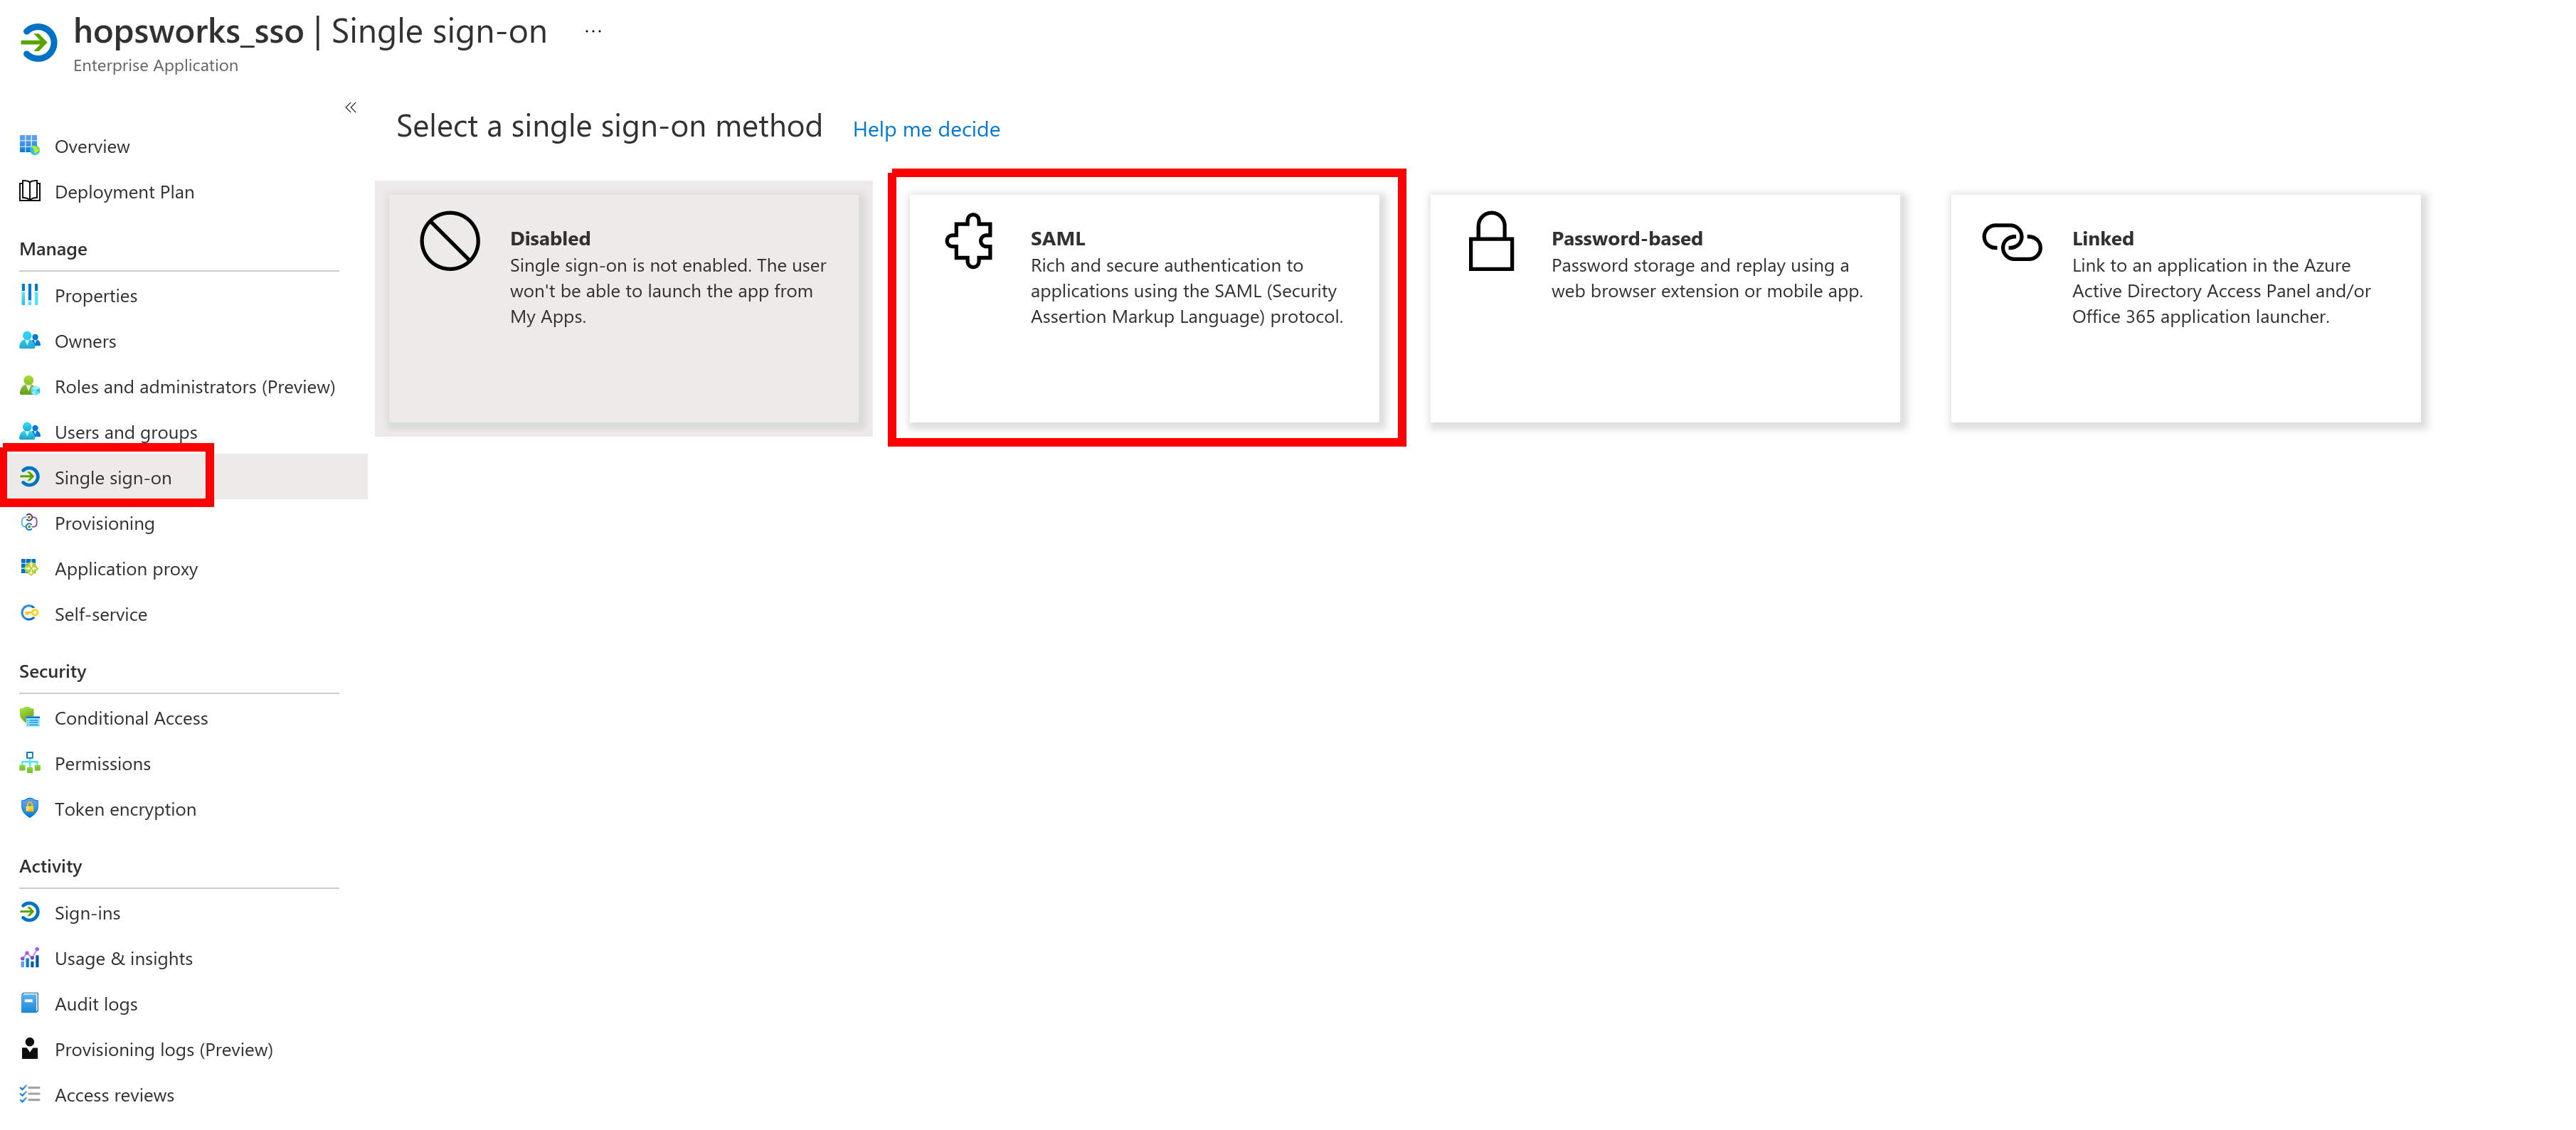 hopsworks_sso | Single sign-on ...
Enterprise Application
«
Overview
Deployment Plan
Manage
Properties
Owners
Roles and administrators (Preview)
Users and groups
Single sign-on
Provisioning
Application proxy
Self-service
Security
Conditional Access
Permissions
Token encryption
Activity
Sign-ins
Usage & insights
Audit logs
Provisioning logs (Preview)
Access reviews
Select a single sign-on method Help me decide
Disabled
Single sign-on is not enabled. The user
won't be able to launch the app from
My Apps.
SAML
Rich and secure authentication to
applications using the SAML (Security
Assertion Markup Language) protocol.
Password-based
Password storage and replay using a
web browser extension or mobile app.
Linked
Link to an application in the Azure
Active Directory Access Panel and/or
Office 365 application launcher.